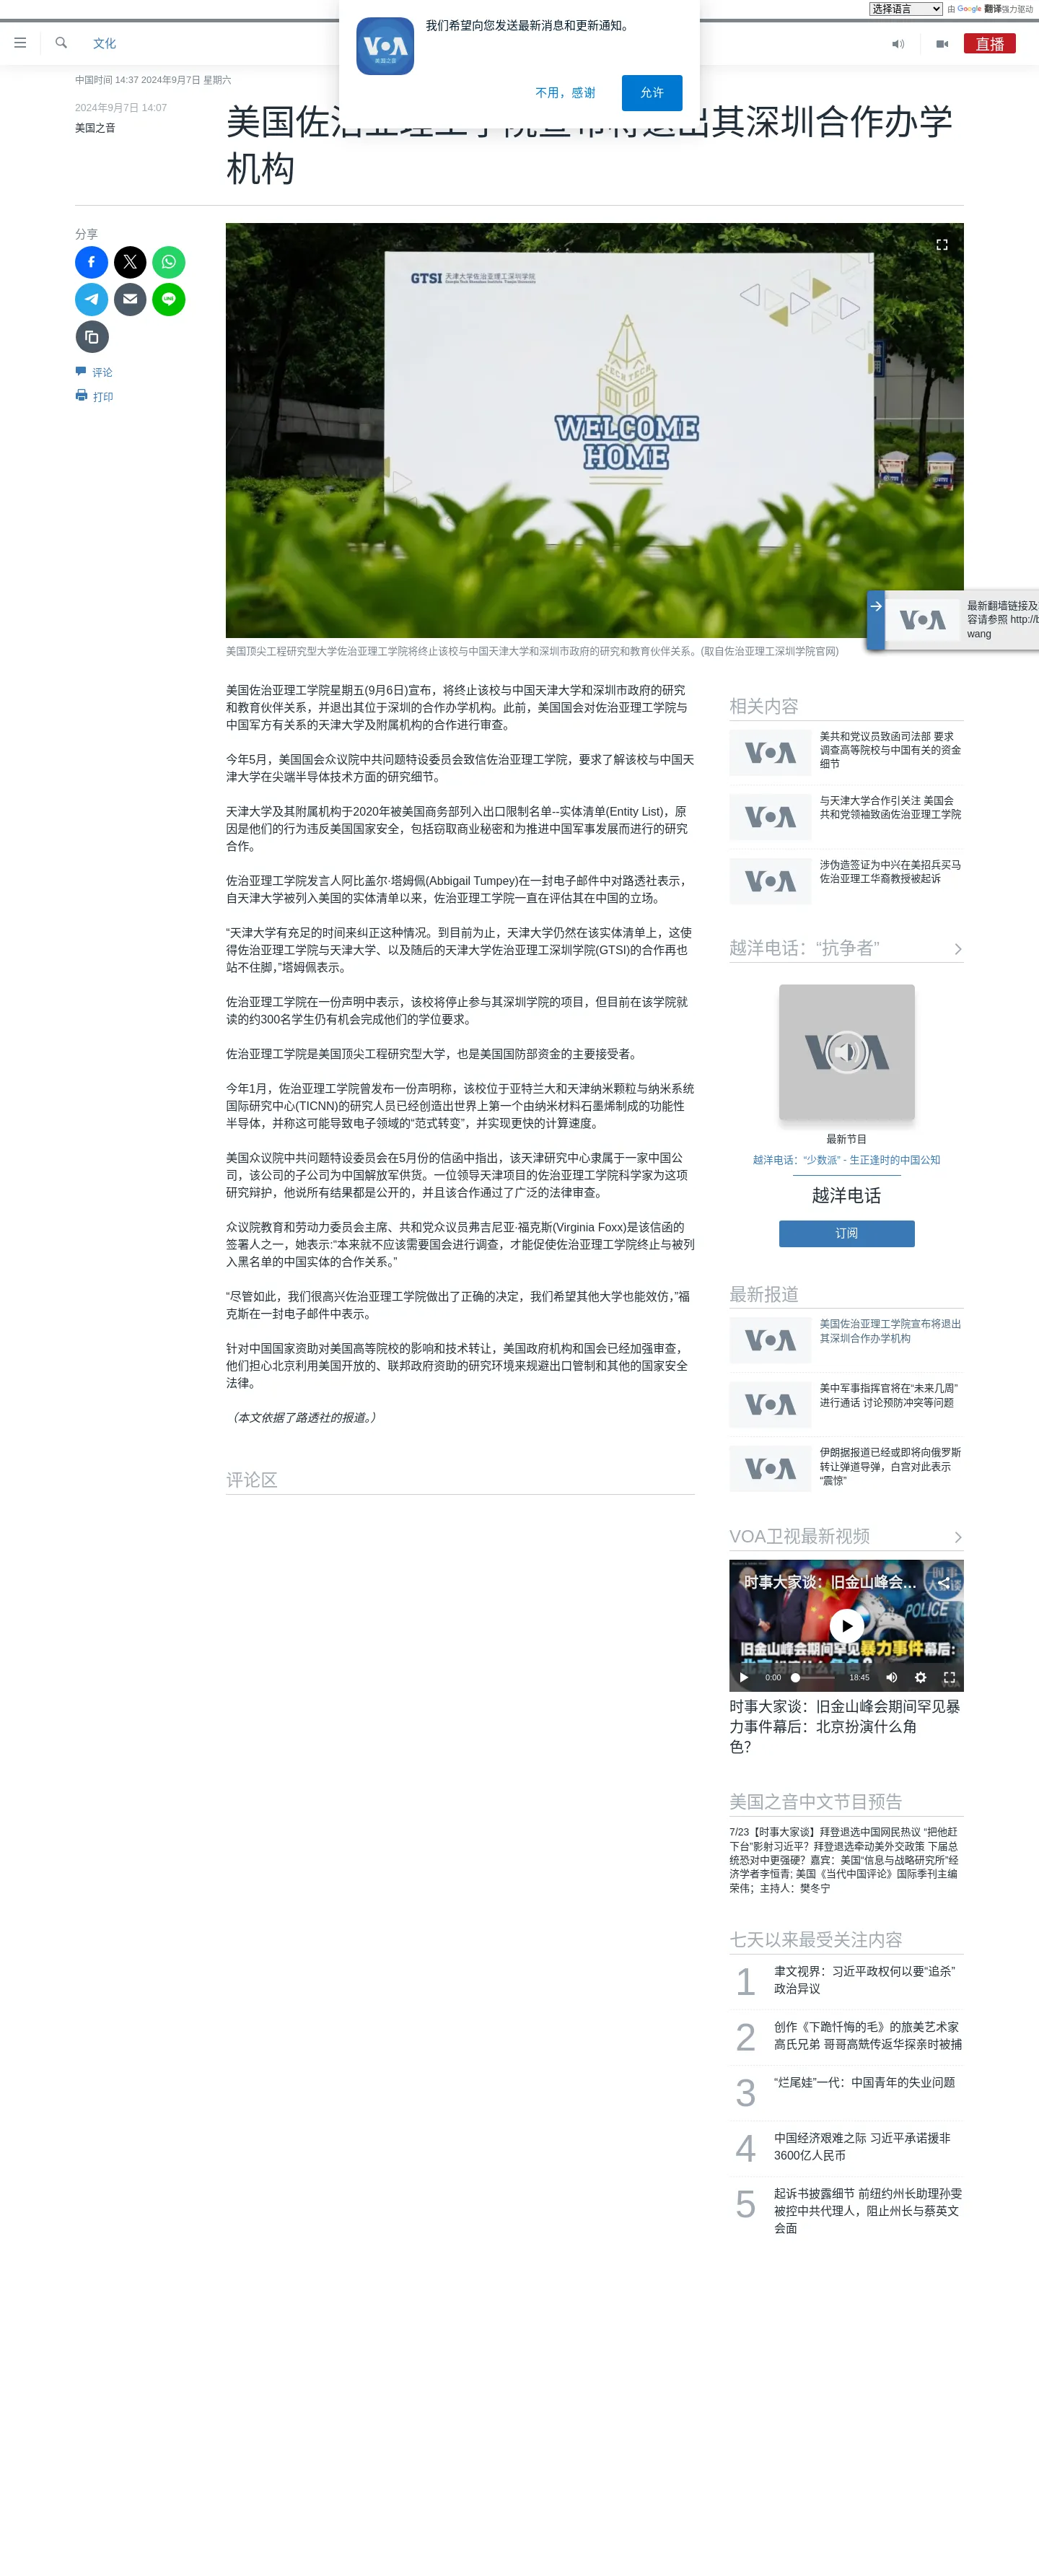 选择语言
由 Google 翻译强力驱动
文化
直播
我们希望向您发送最新消息和更新通知。
VOA
美国之音
不用，感谢
允许
中国时间 14:37 2024年9月7日 星期六
2024年9月7日 14:07
美国之音
美国佐治亚理工学院宣布将退出其深圳合作办学
机构
分享
评论
打印
GTSI 天津大学佐治亚理工深圳学院
Georgia Tech Shenzhen Institute, Tianjin University
TECH TECH
WELCOME
HOME
最新翻墙链接及
容请参照 http://b
wang
VOA
美国顶尖工程研究型大学佐治亚理工学院将终止该校与中国天津大学和深圳市政府的研究和教育伙伴关系。(取自佐治亚理工深圳学院官网)
美国佐治亚理工学院星期五(9月6日)宣布，将终止该校与中国天津大学和深圳市政府的研究
和教育伙伴关系，并退出其位于深圳的合作办学机构。此前，美国国会对佐治亚理工学院与
中国军方有关系的天津大学及附属机构的合作进行审查。
今年5月，美国国会众议院中共问题特设委员会致信佐治亚理工学院，要求了解该校与中国天
津大学在尖端半导体技术方面的研究细节。
天津大学及其附属机构于2020年被美国商务部列入出口限制名单--实体清单(Entity List)，原
因是他们的行为违反美国国家安全，包括窃取商业秘密和为推进中国军事发展而进行的研究
合作。
佐治亚理工学院发言人阿比盖尔·塔姆佩(Abbigail Tumpey)在一封电子邮件中对路透社表示，
自天津大学被列入美国的实体清单以来，佐治亚理工学院一直在评估其在中国的立场。
“天津大学有充足的时间来纠正这种情况。到目前为止，天津大学仍然在该实体清单上，这使
得佐治亚理工学院与天津大学、以及随后的天津大学佐治亚理工深圳学院(GTSI)的合作再也
站不住脚，”塔姆佩表示。
佐治亚理工学院在一份声明中表示，该校将停止参与其深圳学院的项目，但目前在该学院就
读的约300名学生仍有机会完成他们的学位要求。
佐治亚理工学院是美国顶尖工程研究型大学，也是美国国防部资金的主要接受者。
今年1月，佐治亚理工学院曾发布一份声明称，该校位于亚特兰大和天津纳米颗粒与纳米系统
国际研究中心(TICNN)的研究人员已经创造出世界上第一个由纳米材料石墨烯制成的功能性
半导体，并称这可能导致电子领域的“范式转变”，并实现更快的计算速度。
美国众议院中共问题特设委员会在5月份的信函中指出，该天津研究中心隶属于一家中国公
司，该公司的子公司为中国解放军供货。一位领导天津项目的佐治亚理工学院科学家为这项
研究辩护，他说所有结果都是公开的，并且该合作通过了广泛的法律审查。
众议院教育和劳动力委员会主席、共和党众议员弗吉尼亚·福克斯(Virginia Foxx)是该信函的
签署人之一，她表示:“本来就不应该需要国会进行调查，才能促使佐治亚理工学院终止与被列
入黑名单的中国实体的合作关系。”
“尽管如此，我们很高兴佐治亚理工学院做出了正确的决定，我们希望其他大学也能效仿，”福
克斯在一封电子邮件中表示。
针对中国国家资助对美国高等院校的影响和技术转让，美国政府机构和国会已经加强审查，
他们担心北京利用美国开放的、联邦政府资助的研究环境来规避出口管制和其他的国家安全
法律。
（本文依据了路透社的报道。）
评论区
相关内容
VOA
美共和党议员致函司法部 要求
调查高等院校与中国有关的资金
细节
VOA
与天津大学合作引关注 美国会
共和党领袖致函佐治亚理工学院
VOA
涉伪造签证为中兴在美招兵买马
佐治亚理工华裔教授被起诉
越洋电话：“抗争者”
VOA
最新节目
越洋电话：“少数派” - 生正逢时的中国公知
越洋电话
订阅
最新报道
VOA
美国佐治亚理工学院宣布将退出
其深圳合作办学机构
VOA
美中军事指挥官将在“未来几周”
进行通话 讨论预防冲突等问题
VOA
伊朗据报道已经或即将向俄罗斯
转让弹道导弹，白宫对此表示
“震惊”
VOA卫视最新视频
时事大家谈：旧金山峰会...
时事
大家谈
POLICE
旧金山峰会期间罕见暴力事件幕后：
北京扮演什么角色？
0:00
18:45
VOA
时事大家谈：旧金山峰会期间罕见暴
力事件幕后：北京扮演什么角
色？
美国之音中文节目预告
7/23【时事大家谈】拜登退选中国网民热议 “把他赶
下台”影射习近平？拜登退选牵动美外交政策 下届总
统恐对中更强硬？嘉宾：美国“信息与战略研究所”经
济学者李恒青; 美国《当代中国评论》国际季刊主编
荣伟；主持人：樊冬宁
七天以来最受关注内容
1
聿文视界：习近平政权何以要“追杀”
政治异议
2
创作《下跪忏悔的毛》的旅美艺术家
高氏兄弟 哥哥高兟传返华探亲时被捕
3
“烂尾娃”一代：中国青年的失业问题
4
中国经济艰难之际 习近平承诺援非
3600亿人民币
5
起诉书披露细节 前纽约州长助理孙雯
被控中共代理人，阻止州长与蔡英文
会面